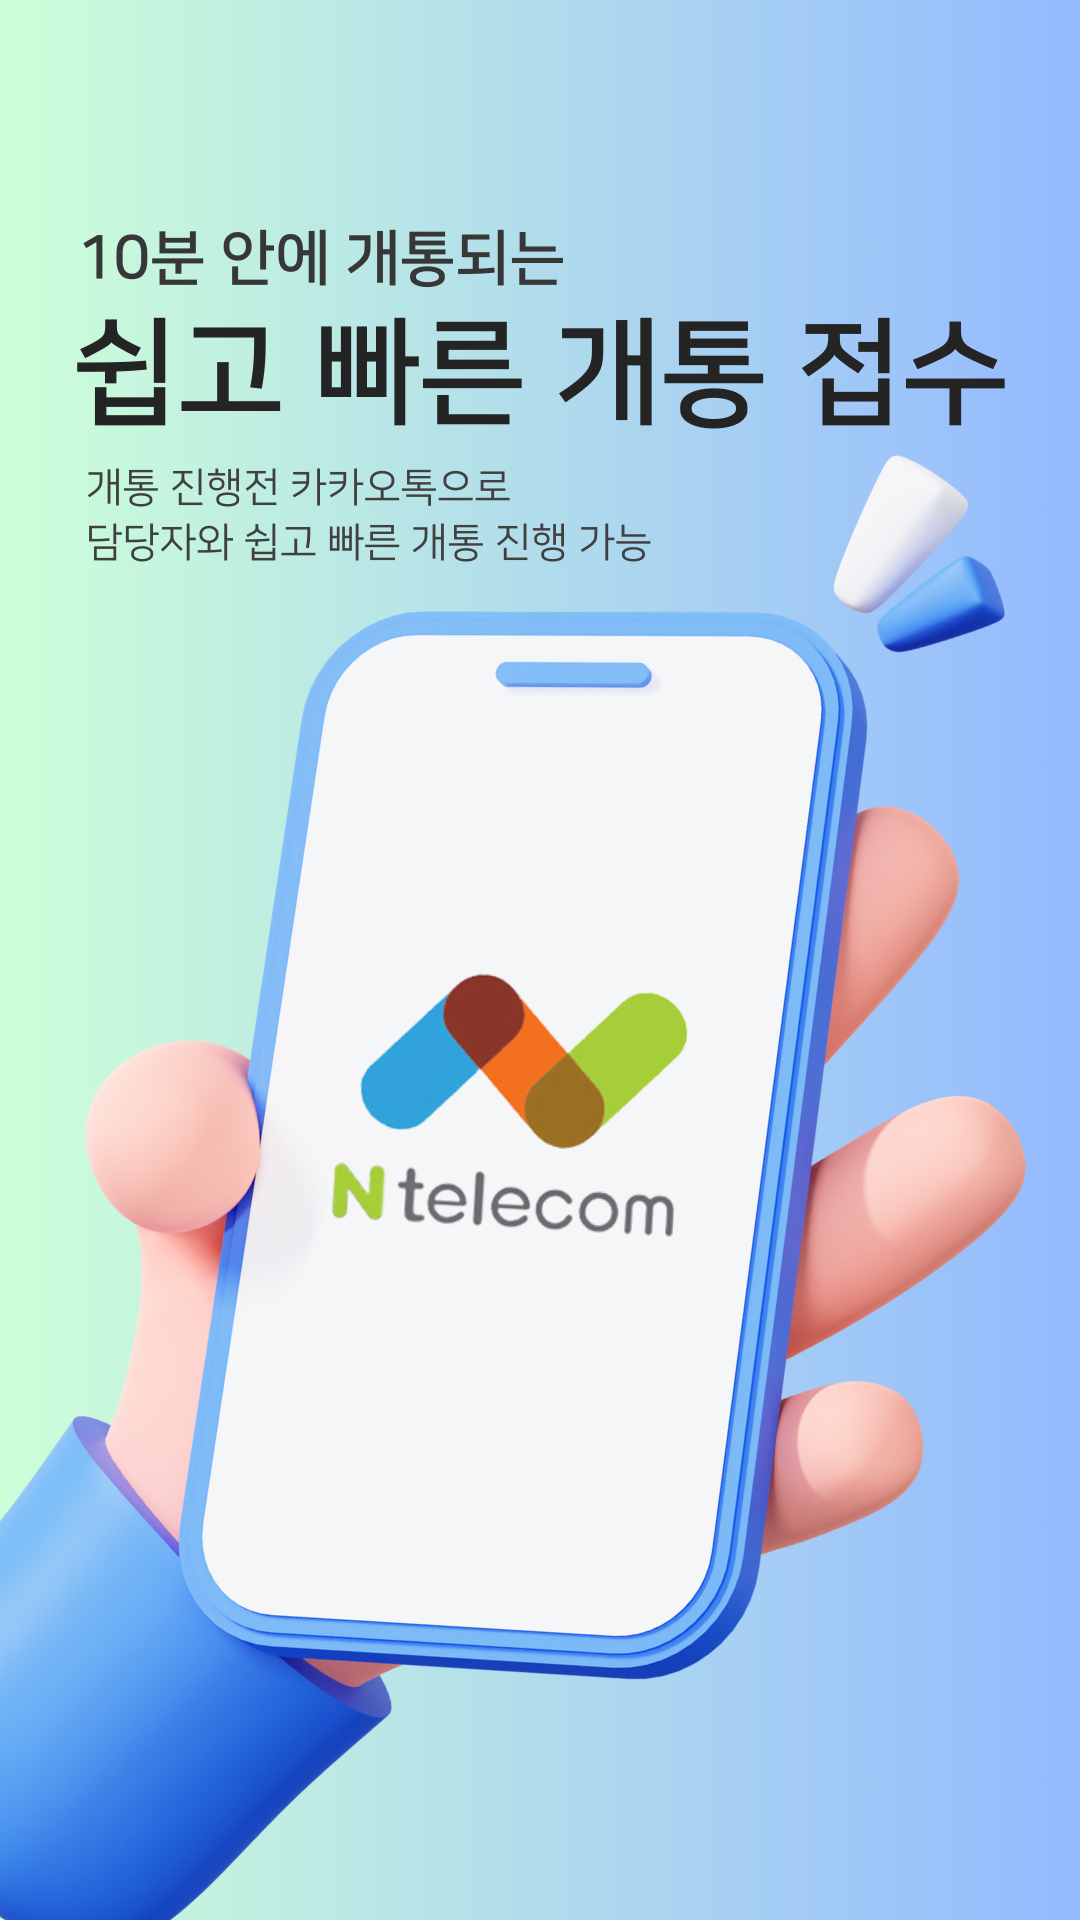 10분 안에 개통되는
쉽고 빠른 개통 접수
개통 진행전 카카오톡으로
담당자와 쉽고 빠른 개통 진행 가능
N telecom